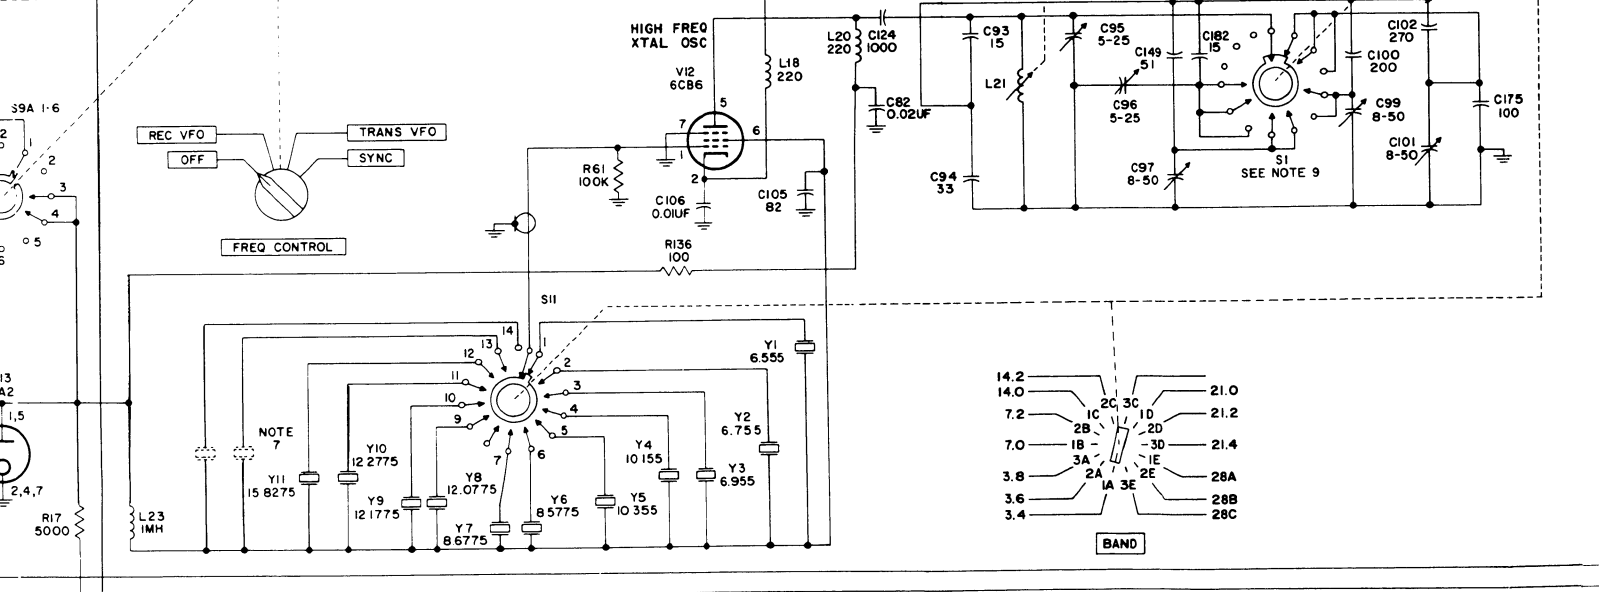 HIGH FREQ
XTAL OSC
V12
6CB6
5
7
6
1
2
L18
220
L20
220
C124
1000
C82
0.02UF
C93
15
C94
33
L21
C95
5-25
C96
5-25
C149
51
C182
15
C97
8-50
S1
SEE NOTE 9
C100
200
C99
8-50
C102
270
C101
8-50
C175
100
S9A 1-6
2
1
2
3
4
5
6
REC VFO
TRANS VFO
OFF
SYNC
FREQ CONTROL
R61
100K
C106
0.01UF
C105
82
R136
100
S11
14
13
12
11
10
9
7
6
5
4
3
2
1
Y1
6.555
Y2
6.755
Y3
6.955
Y4
10 155
Y5
10 355
Y6
8 5775
Y7
8.6775
Y8
12.0775
Y9
12 1775
Y10
12 2775
Y11
15 8275
NOTE
7
13
A2
1,5
2,4,7
R17
5000
L23
1MH
14.2
14.0
7.2
7.0
3.8
3.6
3.4
2C 3C
1C
1D
2B
2D
1B
3D
3A
1E
2A
2E
1A 3E
21.0
21.2
21.4
28A
28B
28C
BAND